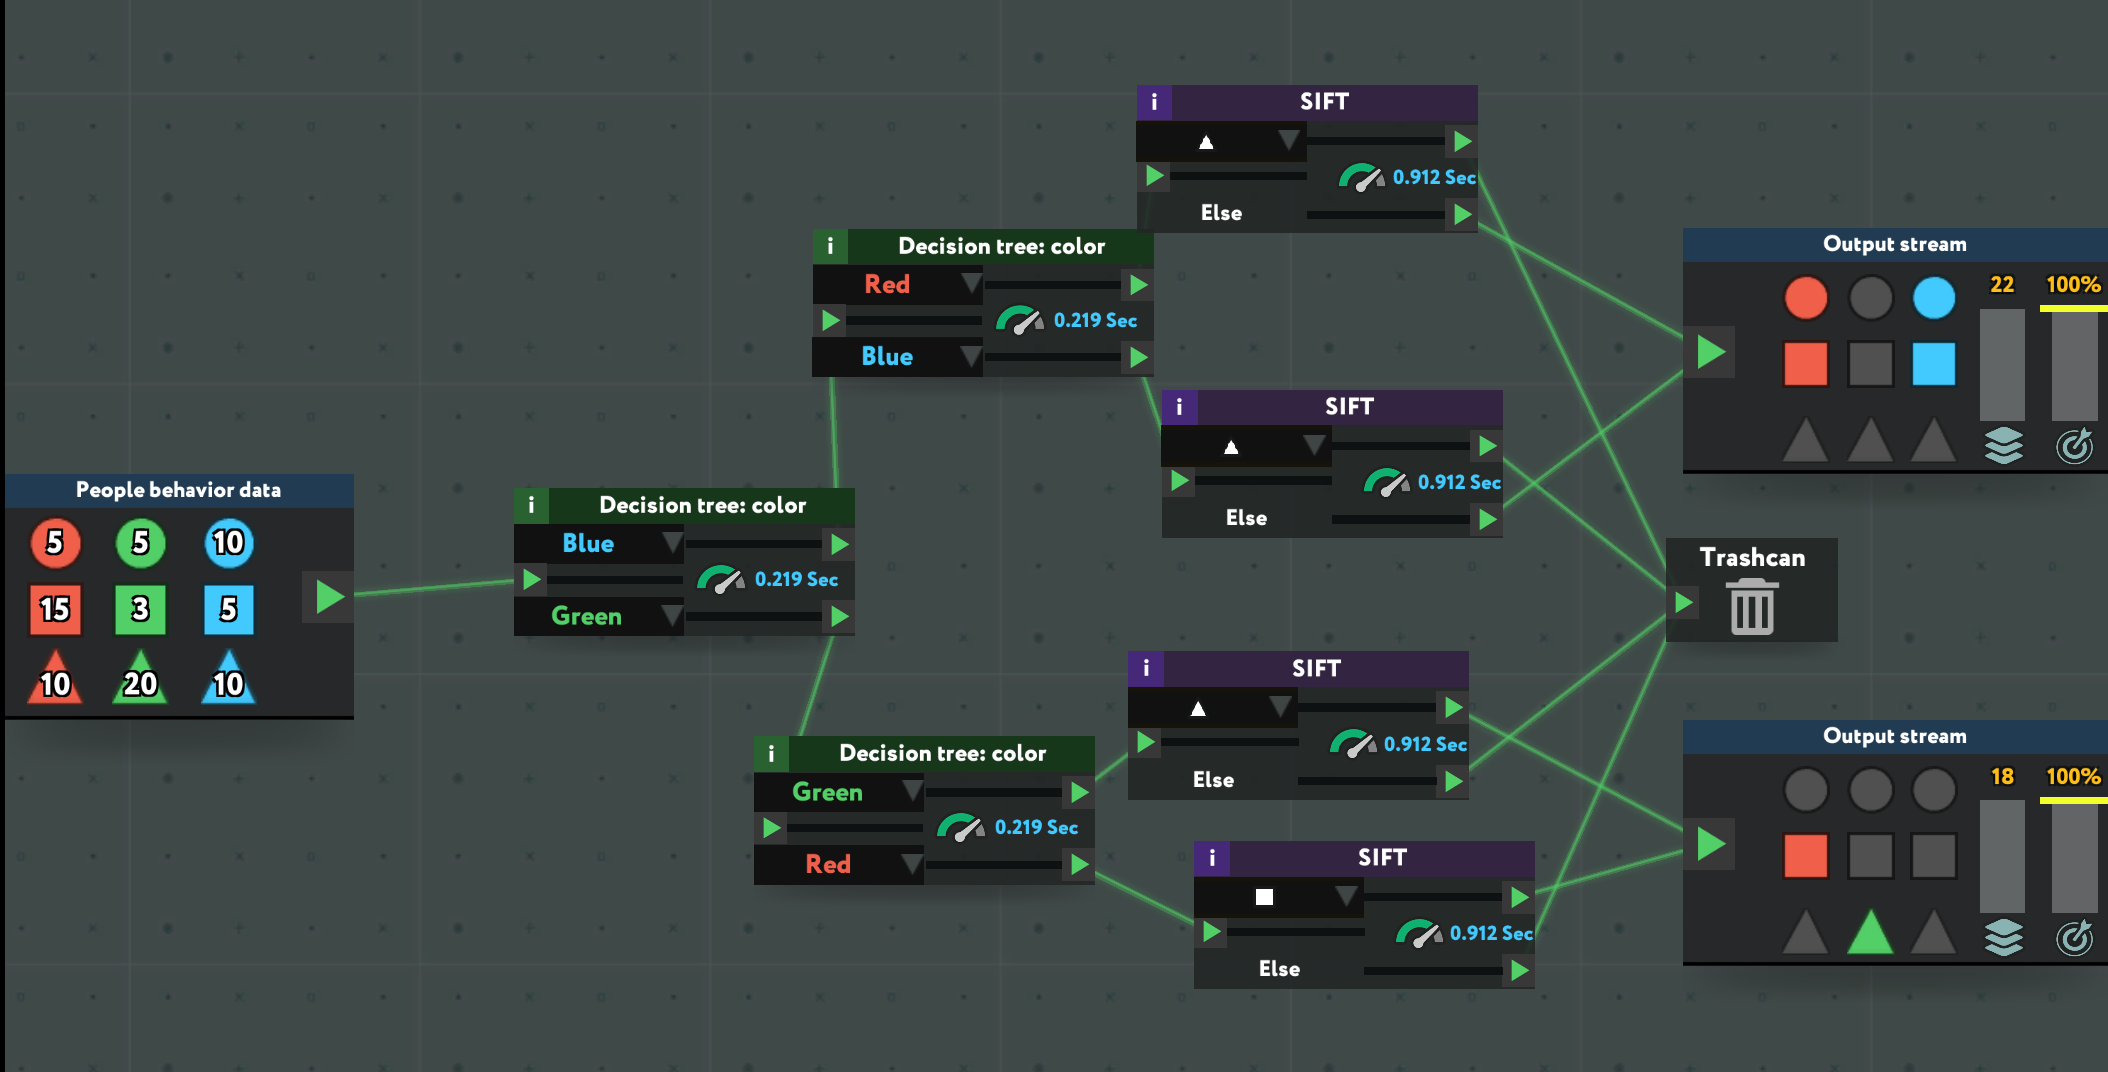 i SIFT
0.912 Sec
Else
i Decision tree: color
Red
0.219 Sec
Blue
Output stream
22 100%
i SIFT
0.912 Sec
Else
People behavior data
5 5 10
15 3 5
10 20 10
i Decision tree: color
Blue
0.219 Sec
Green
Trashcan
i SIFT
0.912 Sec
Else
i Decision tree: color
Green
0.219 Sec
Red
Output stream
18 100%
i SIFT
0.912 Sec
Else